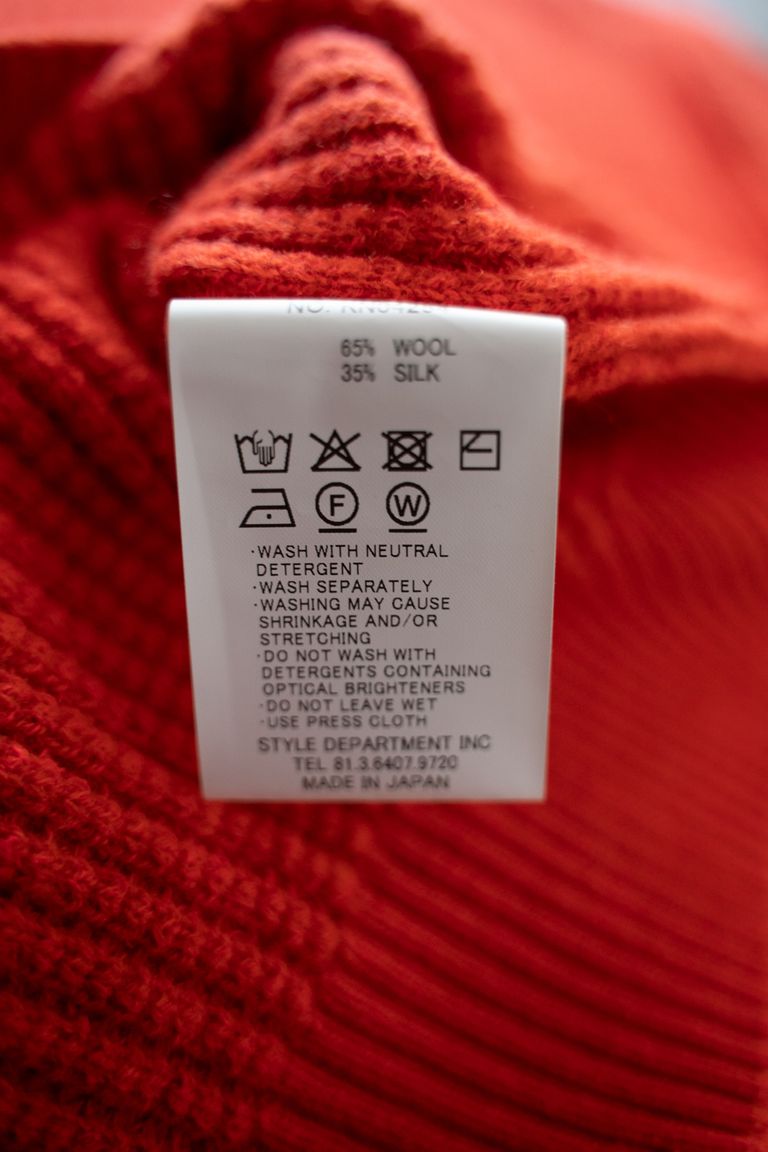 NO.
65% WOOL
35% SILK
F W
·WASH WITH NEUTRAL
DETERGENT
·WASH SEPARATELY
·WASHING MAY CAUSE
SHRINKAGE AND/OR
STRETCHING
·DO NOT WASH WITH
DETERGENTS CONTAINING
OPTICAL BRIGHTENERS
·DO NOT LEAVE WET
·USE PRESS CLOTH
STYLE DEPARTMENT INC
TEL 81.3.6407.9720
MADE IN JAPAN